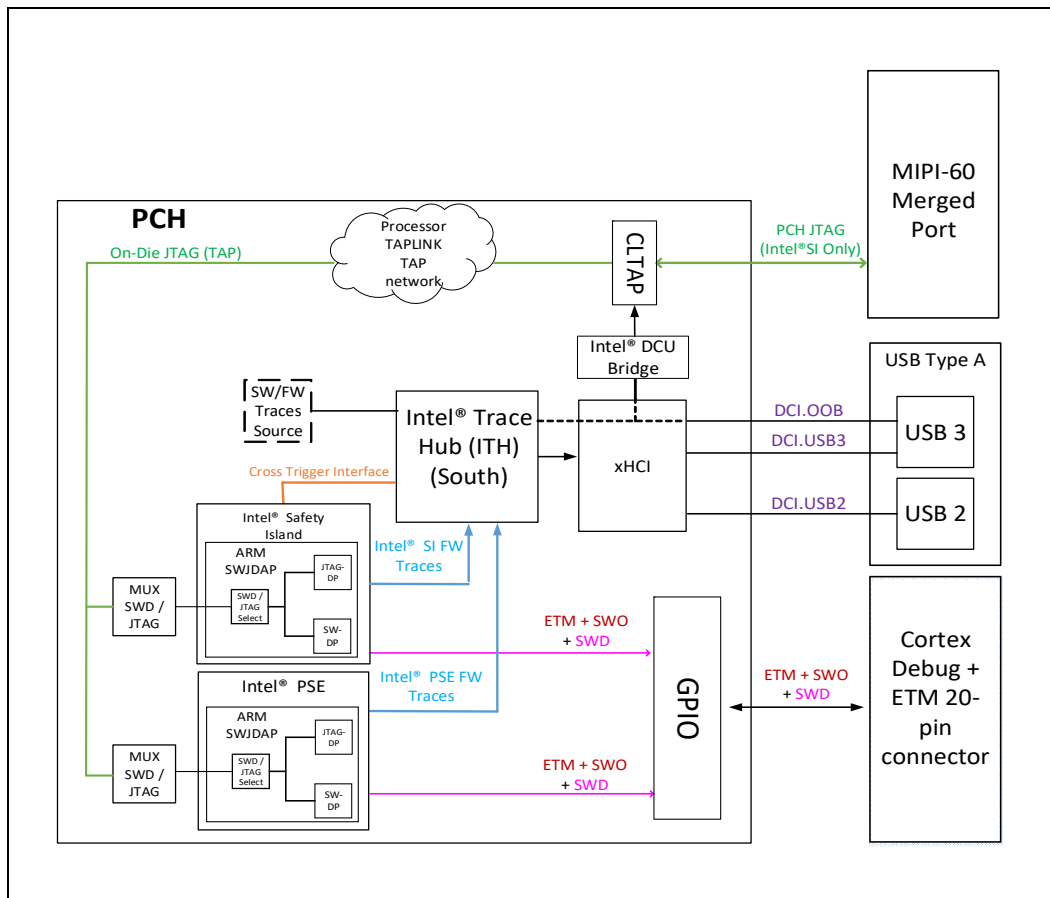 MIPI-60
Merged
Port
PCH
Processor
TAPLINK
TAP
network
On-Die JTAG (TAP)
CLTAP
PCH JTAG
(Intel®SI Only)
Intel® DCU
Bridge
USB Type A
SW/FW
Traces
Source
Intel® Trace
Hub (ITH)
(South)
xHCI
DCI.OOB
DCI.USB3
USB 3
DCI.USB2
USB 2
Cross Trigger Interface
Intel® Safety
Island
ARM
SWJDAP
JTAG-
DP
SWD /
JTAG
Select
SW-
DP
MUX
SWD /
JTAG
Intel® SI FW
Traces
ETM + SWO
+ SWD
Intel® PSE FW
Traces
Intel® PSE
ARM
SWJDAP
JTAG-
DP
SWD /
JTAG
Select
SW-
DP
MUX
SWD /
JTAG
ETM + SWO
+ SWD
GPIO
ETM + SWO
+ SWD
Cortex
Debug +
ETM 20-
pin
connector